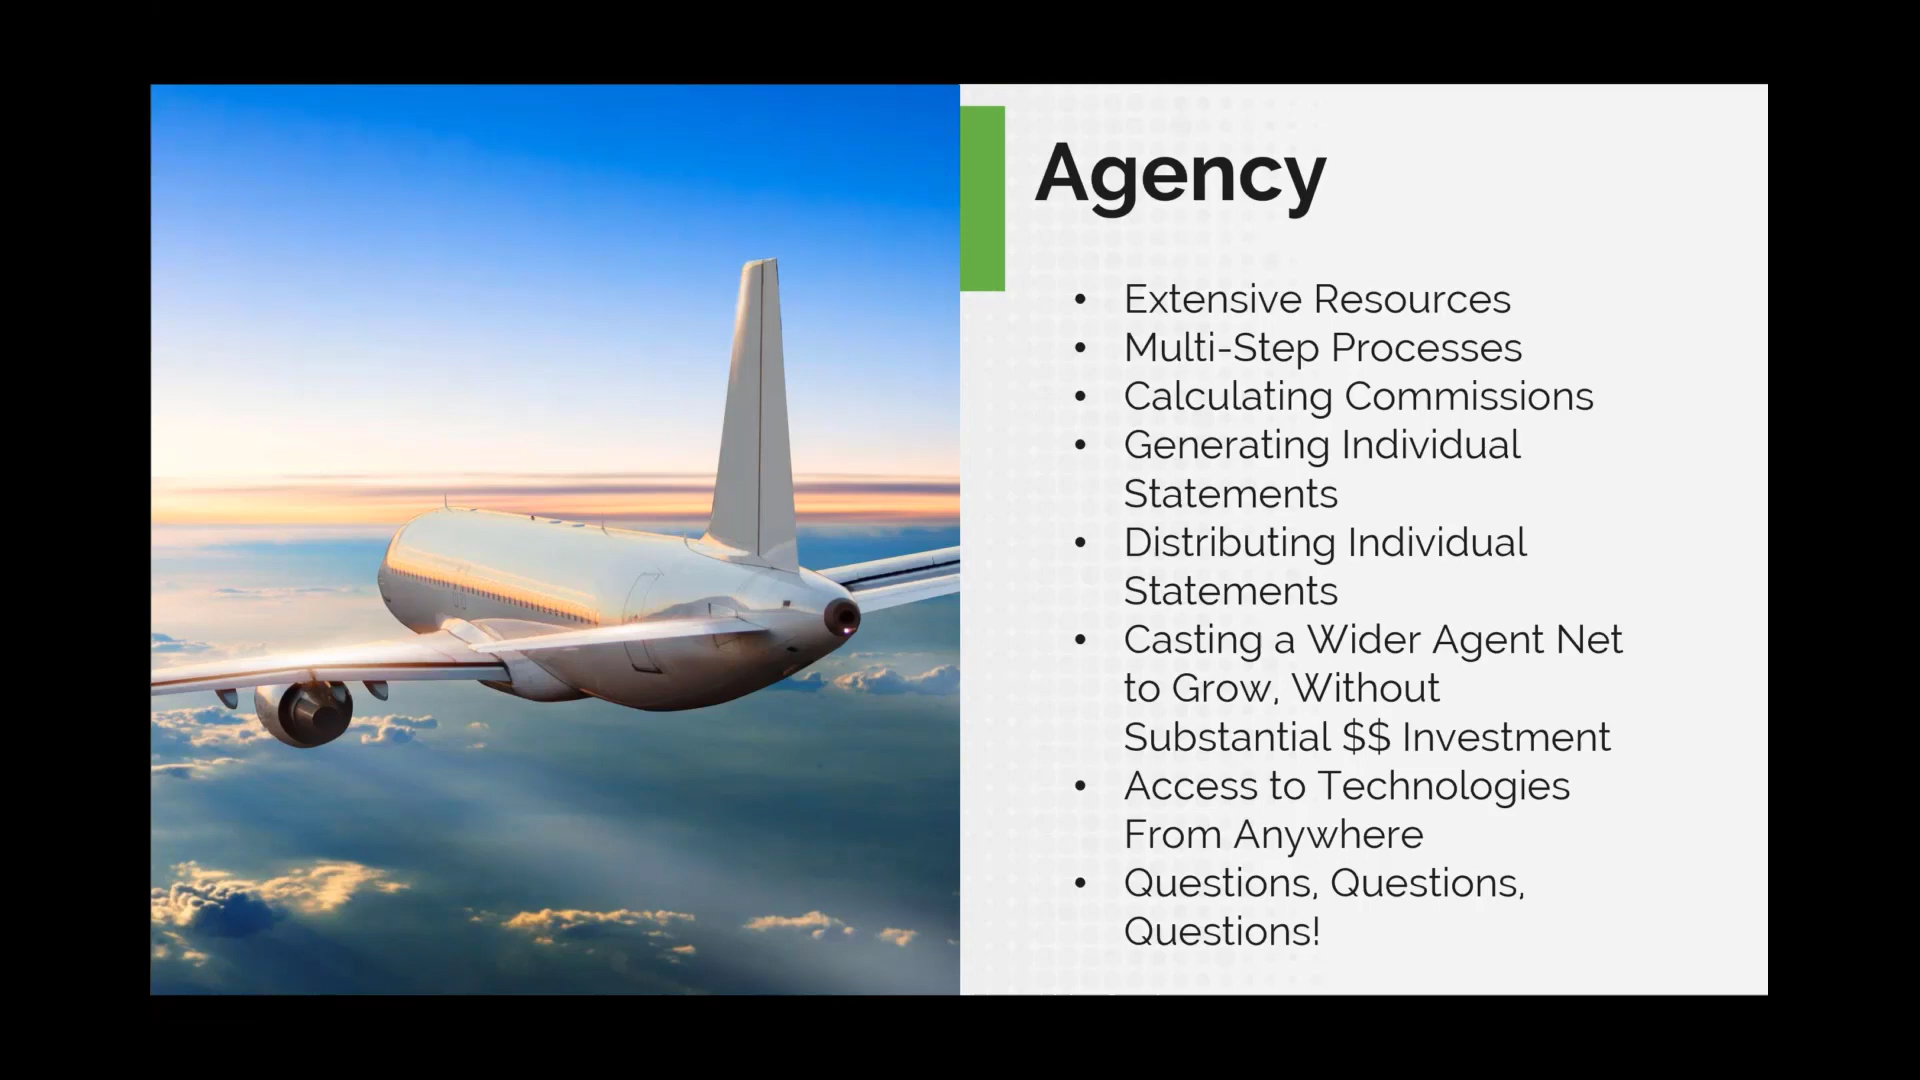 Agency
• Extensive Resources
• Multi-Step Processes
• Calculating Commissions
• Generating Individual
Statements
• Distributing Individual
Statements
• Casting a Wider Agent Net
to Grow, Without
Substantial $$ Investment
• Access to Technologies
From Anywhere
• Questions, Questions,
Questions!